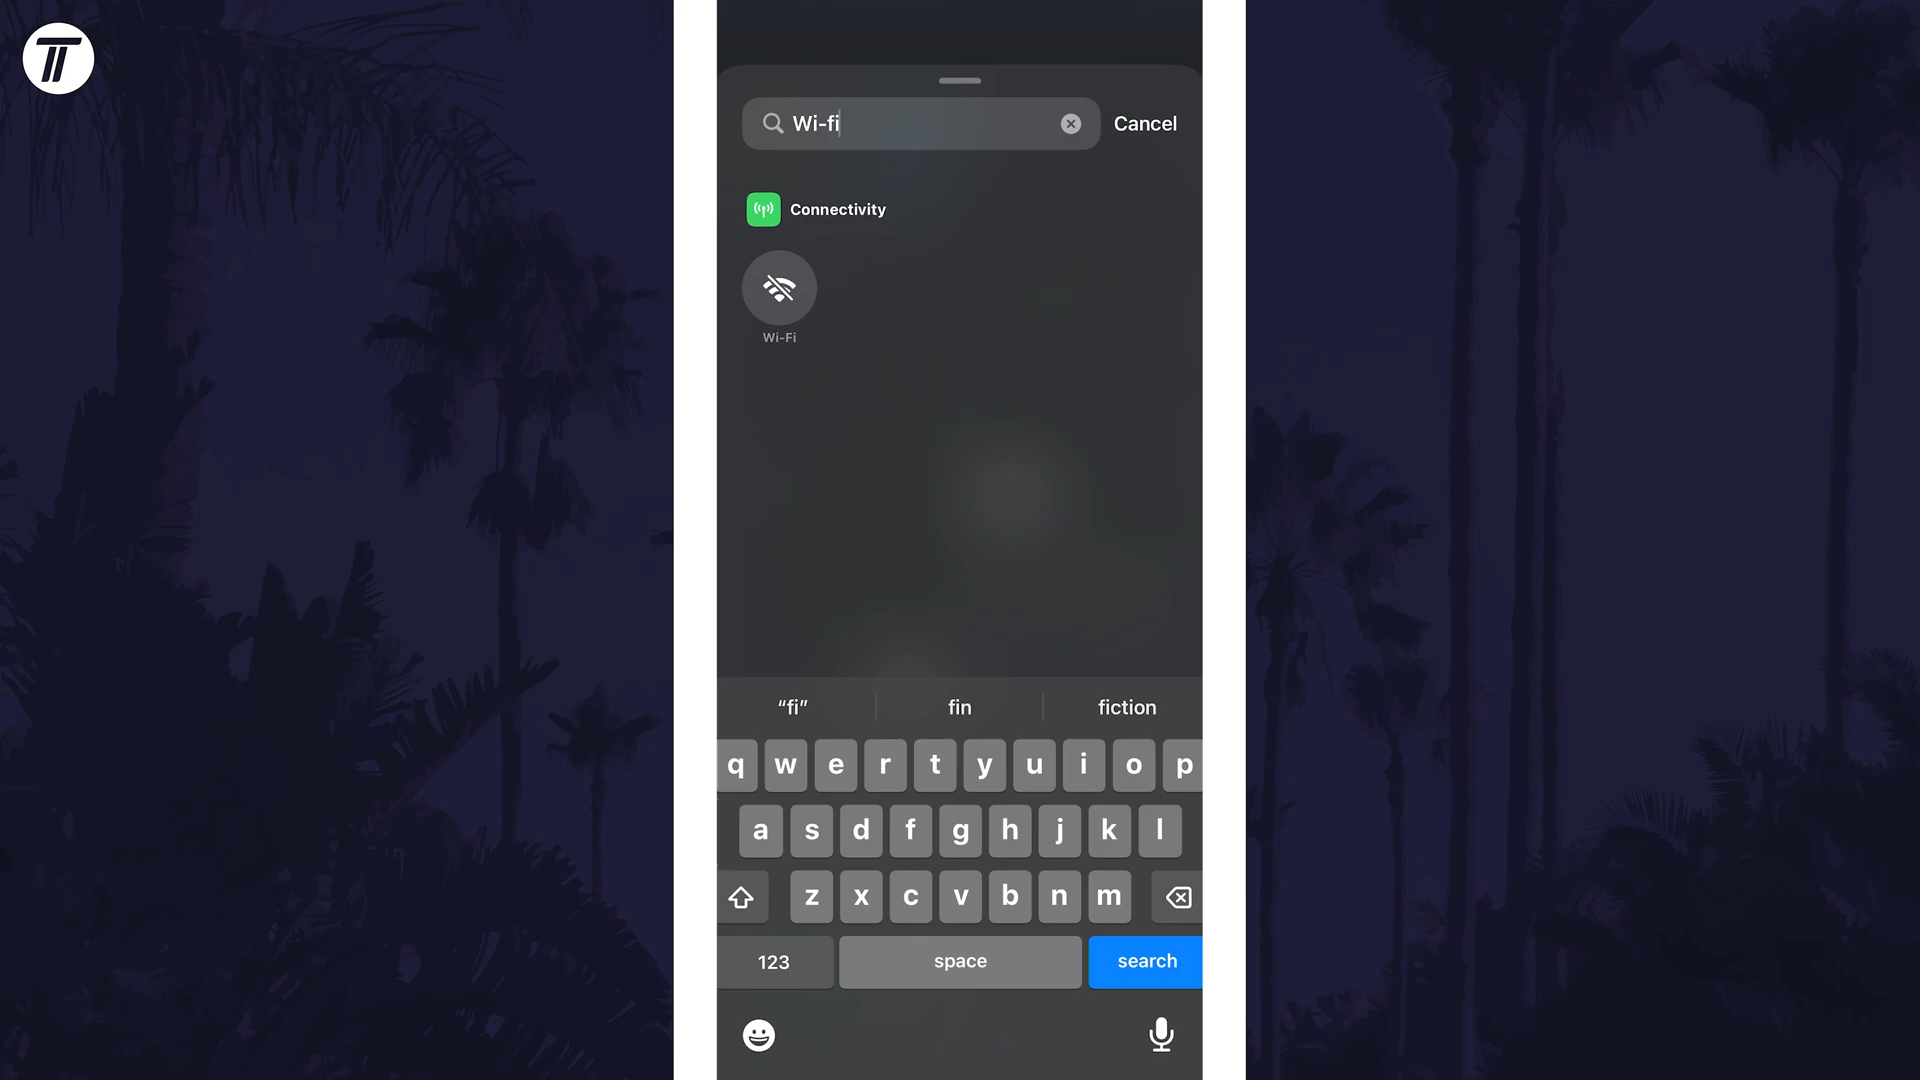 Wi-fi
Cancel
Connectivity
Wi-Fi
“fi” fin fiction
q w e r t y u i o p
a s d f g h j k l
z x c v b n m
123 space search